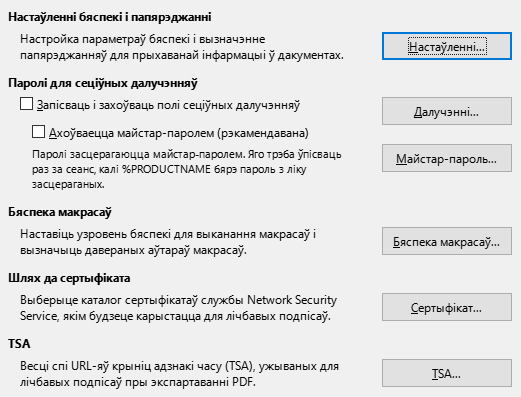 Настаўленні бяспекі і папярэджанні
Настройка параметраў бяспекі і вызначэнне
папярэджанняў для прыхаванай інфармацыі ў дакументах.
Настаўленні...
Паролі для сеціўных далучэнняў
Запісваць і захоўваць полі сеціўных далучэнняў
Далучэнні...
Ахоўваецца майстар-паролем (рэкамендавана)
Паролі засцерагаюцца майстар-паролем. Яго трэба ўпісваць
раз за сеанс, калі %PRODUCTNAME бярэ пароль з ліку
засцераганых.
Майстар-пароль...
Бяспека макрасаў
Наставіць узровень бяспекі для выканання макрасаў і
вызначыць давераных аўтараў макрасаў.
Бяспека макрасаў...
Шлях да сертыфіката
Выберыце каталог сертыфікатаў службы Network Security
Service, якім будзеце карыстацца для лічбавых подпісаў.
Сертыфікат...
TSA
Весці спі URL-яў крыніц адзнакі часу (TSA), ужываных для
лічбавых подпісаў пры экспартаванні PDF.
TSA...